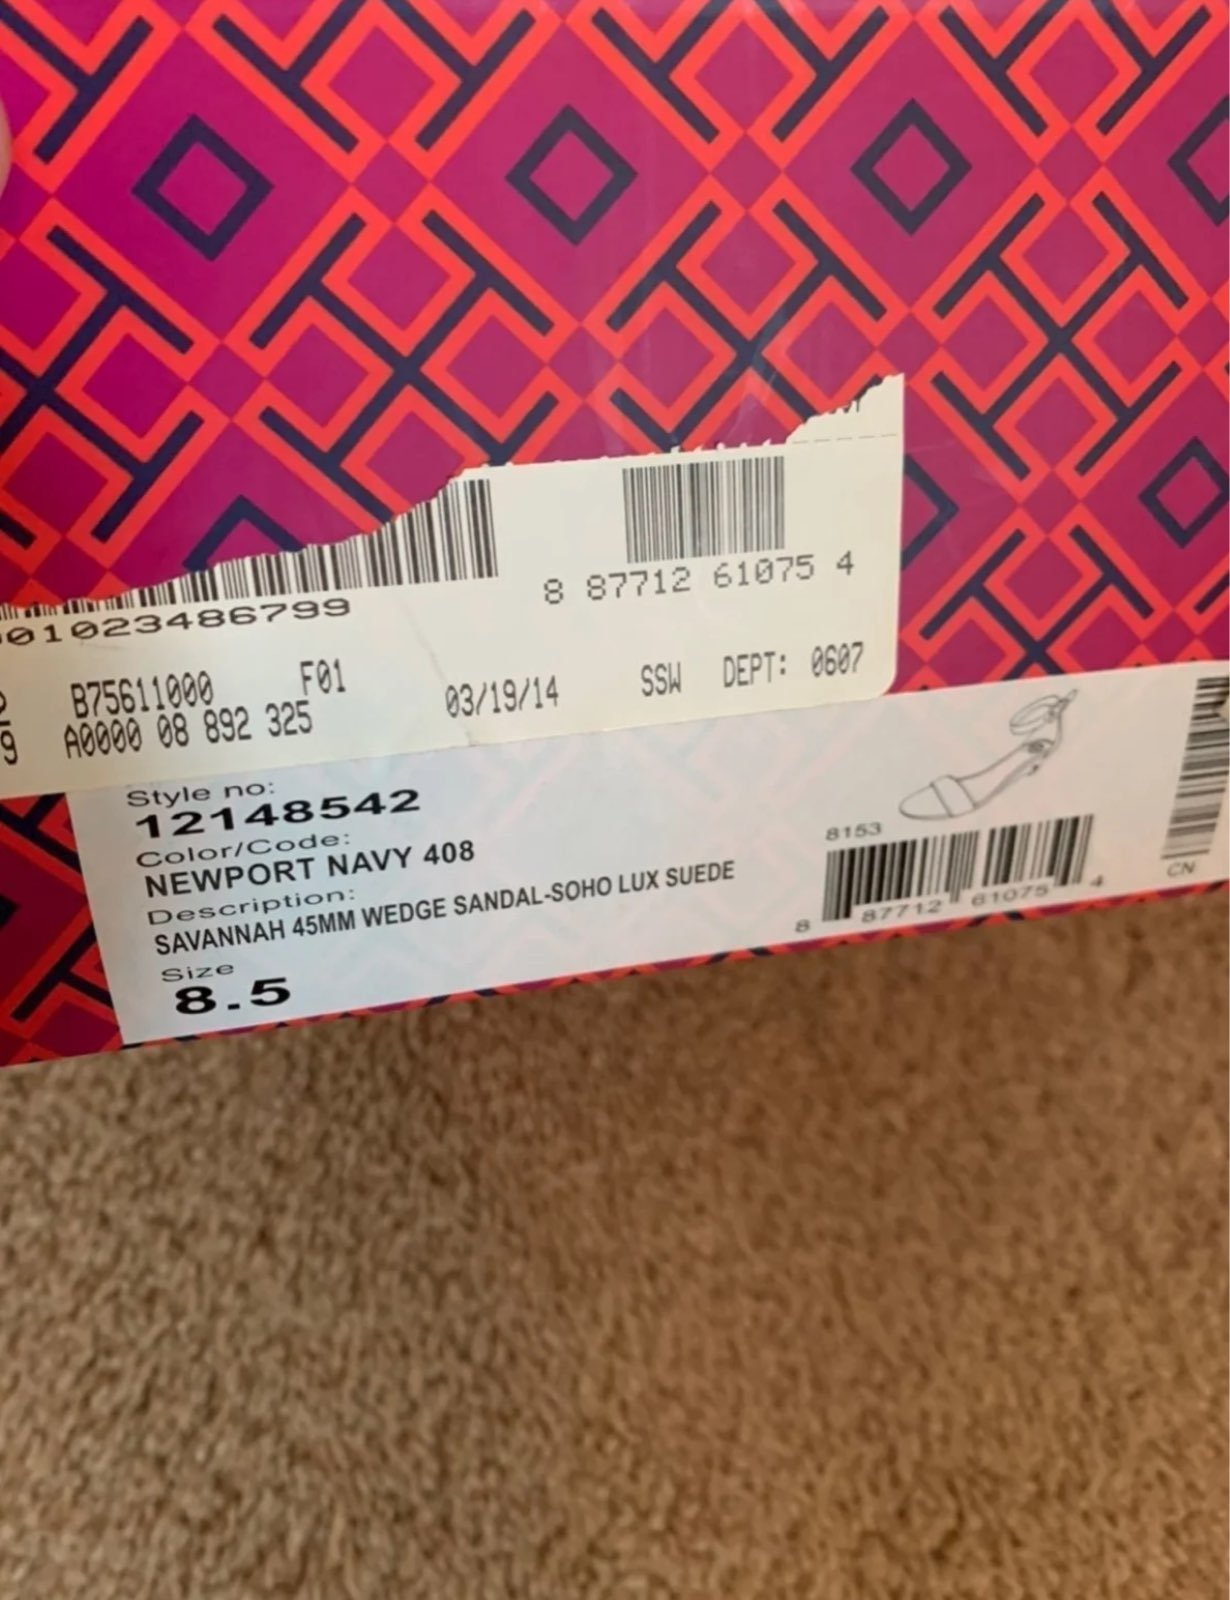 8 87712 61075 4
01023486799
B75611000 F01 03/19/14 SSW DEPT: 0607
9 A0000 08 892 325
Style no:
12148542
Color/Code:
NEWPORT NAVY 408
Description:
SAVANNAH 45MM WEDGE SANDAL-SOHO LUX SUEDE
Size
8.5
8153
8 87712 61075 4
CN